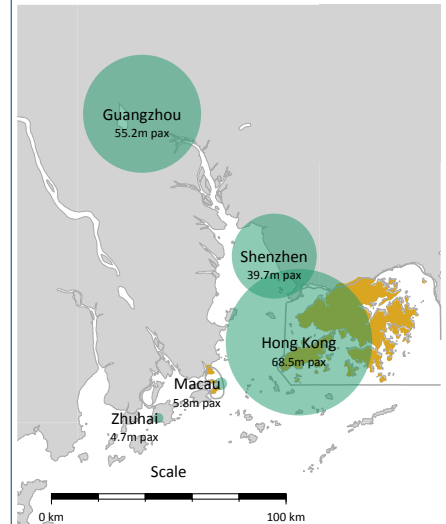 Guangzhou
55.2m pax
Shenzhen
39.7m pax
Hong Kong
68.5m pax
Macau
5.8m pax
Zhuhai
4.7m pax
Scale
0 km
100 km